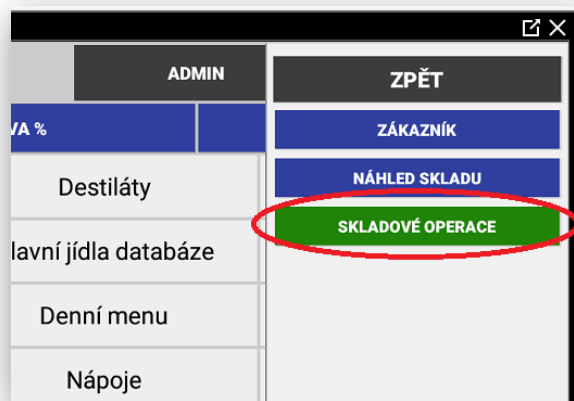 ADMIN
ZPĚT
VA %
ZÁKAZNÍK
Destiláty
NÁHLED SKLADU
SKLADOVÉ OPERACE
lavní jídla databáze
Denní menu
Nápoje